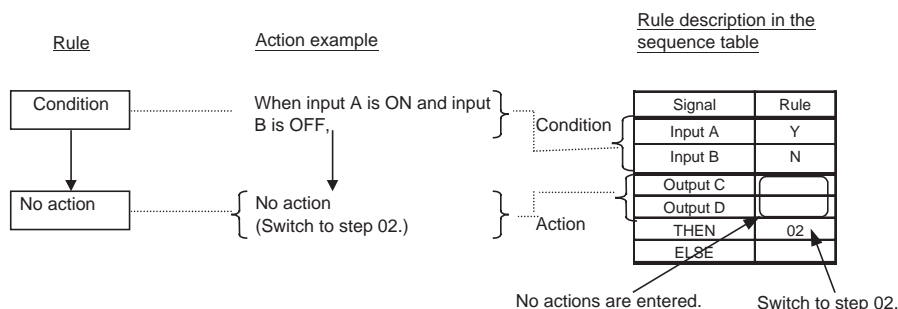 Rule
Action example
Rule description in the
sequence table
Condition
When input A is ON and input
B is OFF,
Condition
Signal Rule
Input A Y
Input B N
No action
No action
(Switch to step 02.)
Action
Output C
Output D
THEN 02
ELSE
No actions are entered.
Switch to step 02.